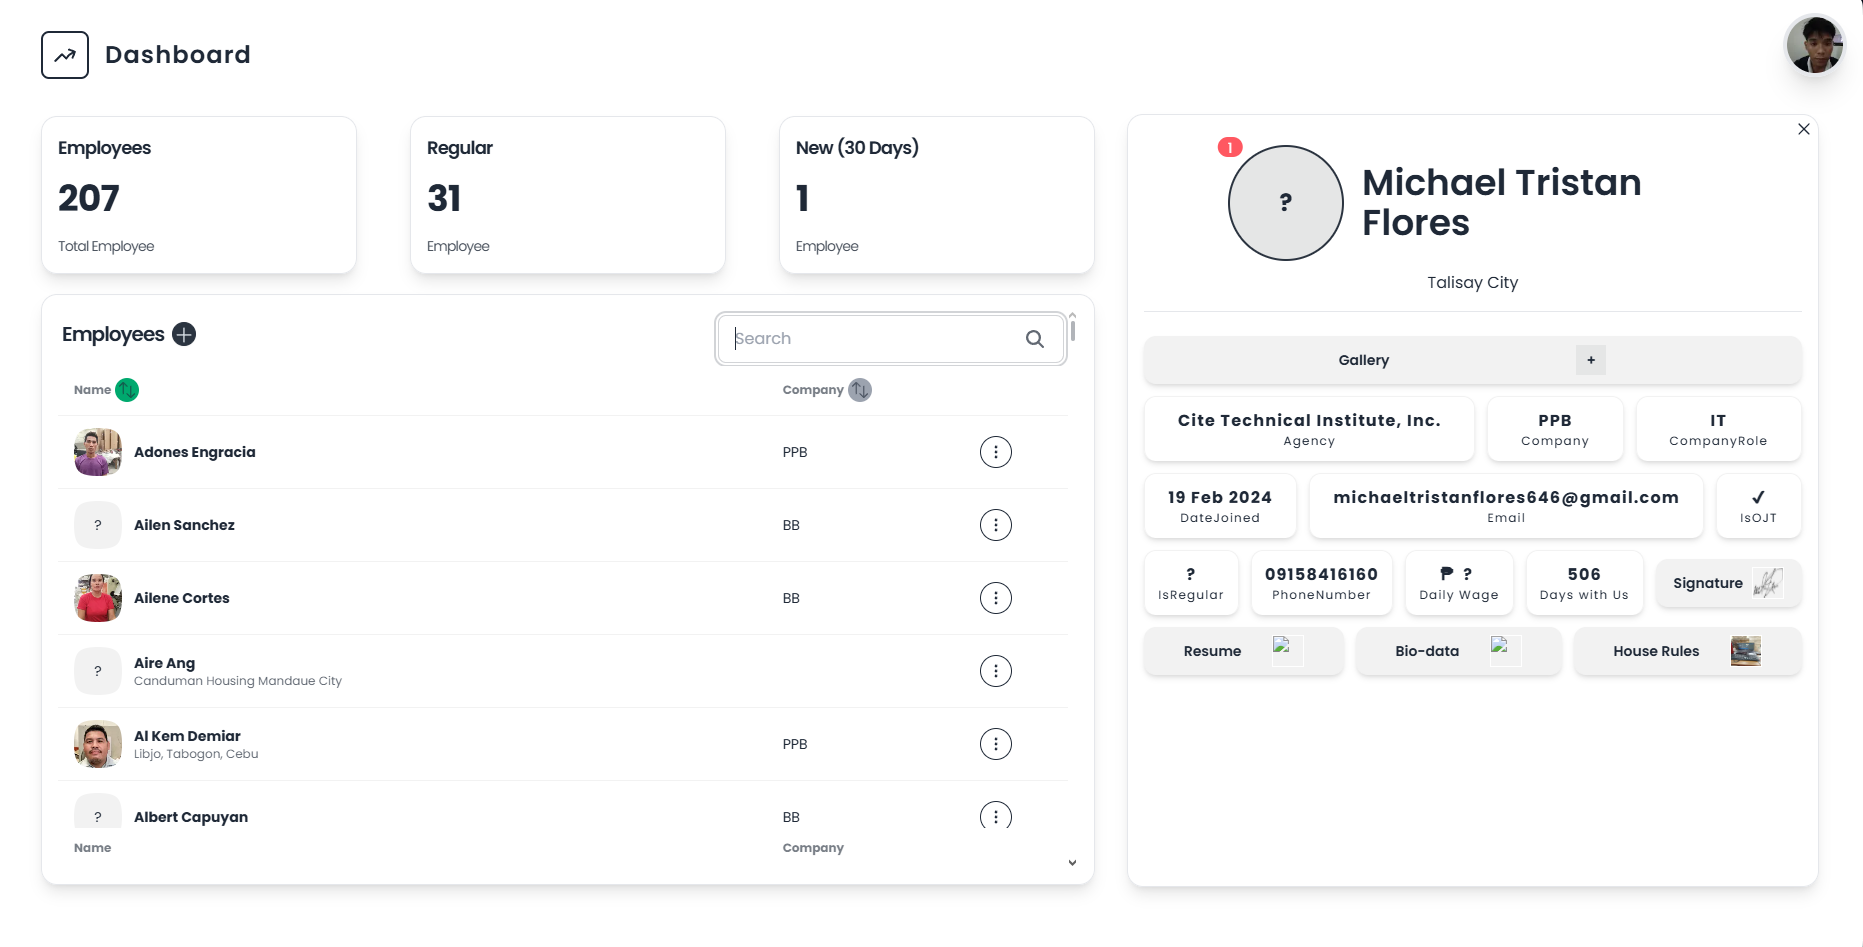 Dashboard
Employees
207
Total Employee
Regular
31
Employee
New (30 Days)
1
Employee
Employees
Search
Name
Company
Adones Engracia
PPB
?
Ailen Sanchez
BB
Ailene Cortes
BB
?
Aire Ang
Canduman Housing Mandaue City
Al Kem Demiar
Libjo, Tabogon, Cebu
PPB
?
Albert Capuyan
BB
Name
Company
1
?
Michael Tristan
Flores
Talisay City
Gallery
+
Cite Technical Institute, Inc.
Agency
PPB
Company
IT
CompanyRole
19 Feb 2024
DateJoined
michaeltristanflores646@gmail.com
Email
✓
IsOJT
?
IsRegular
09158416160
PhoneNumber
₱ ?
Daily Wage
506
Days with Us
Signature
Resume
Bio-data
House Rules